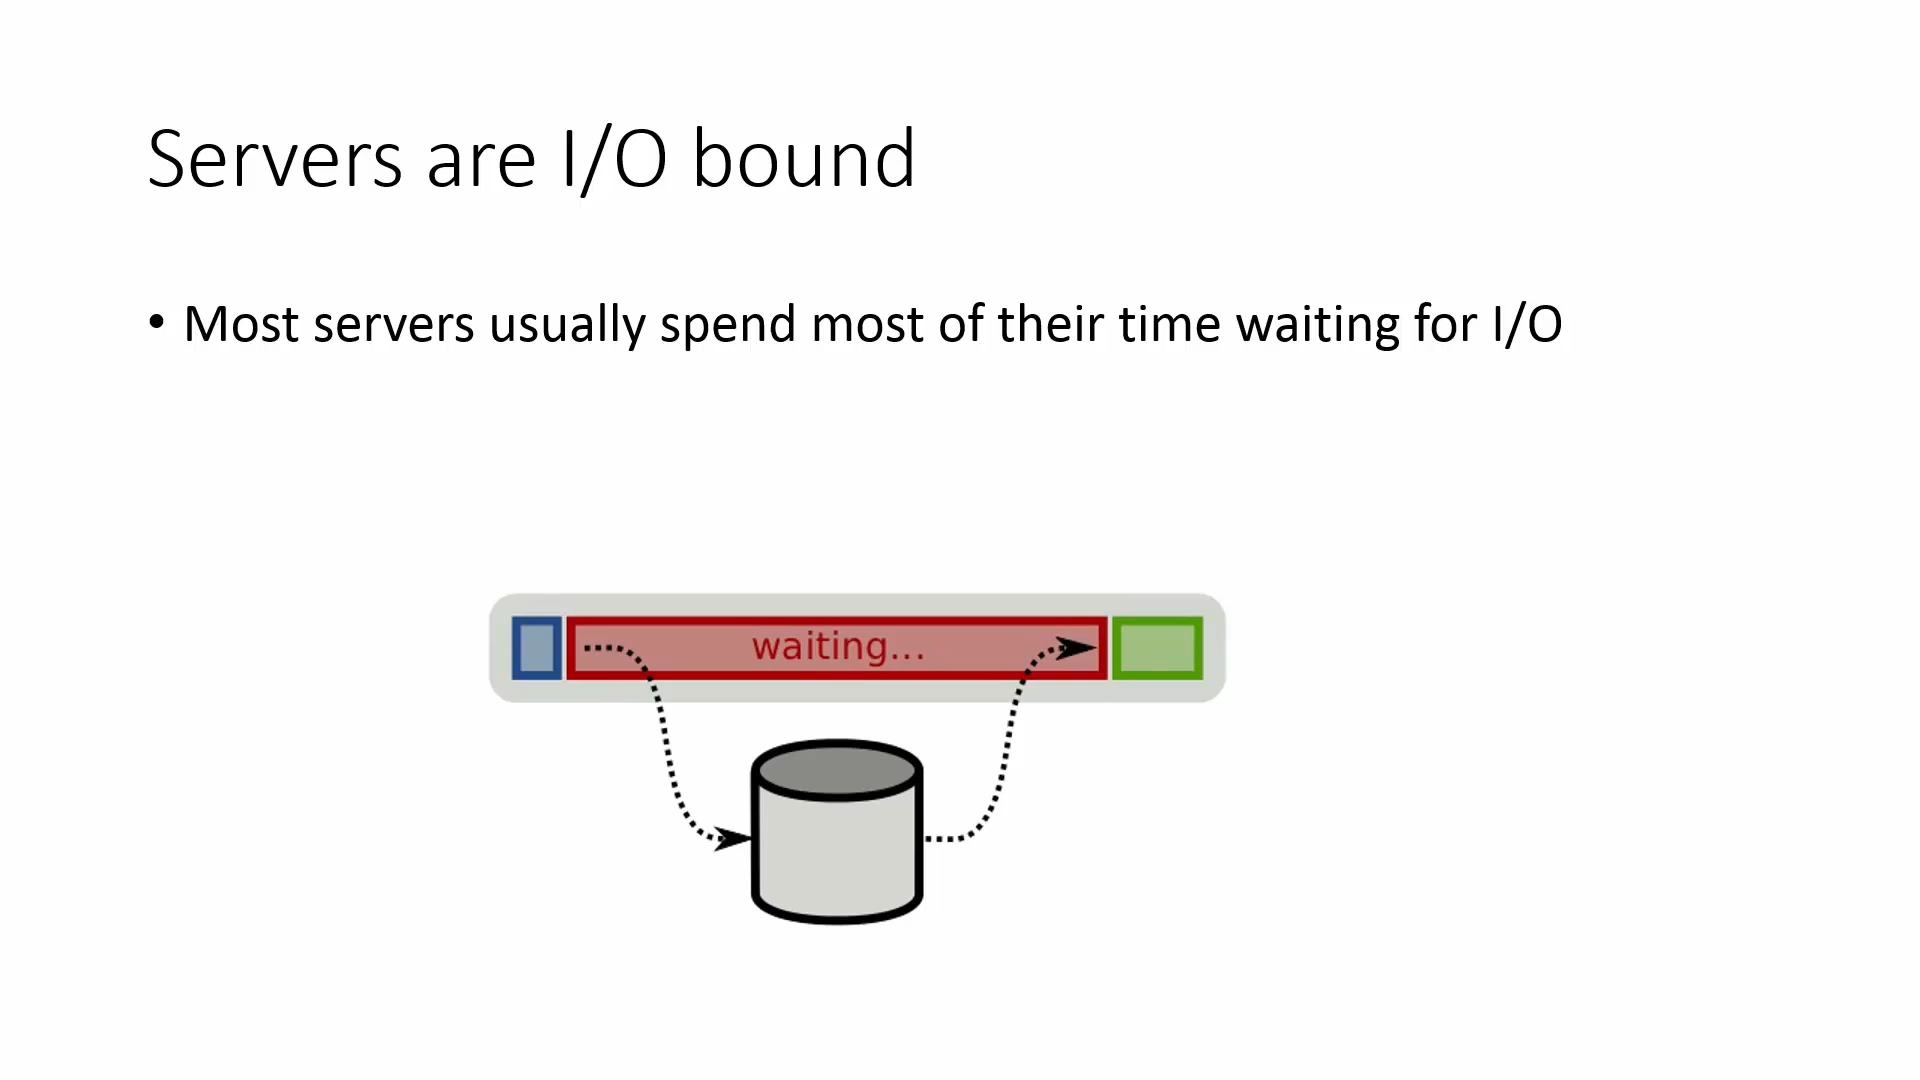 Servers are I/O bound
• Most servers usually spend most of their time waiting for I/O
waiting...